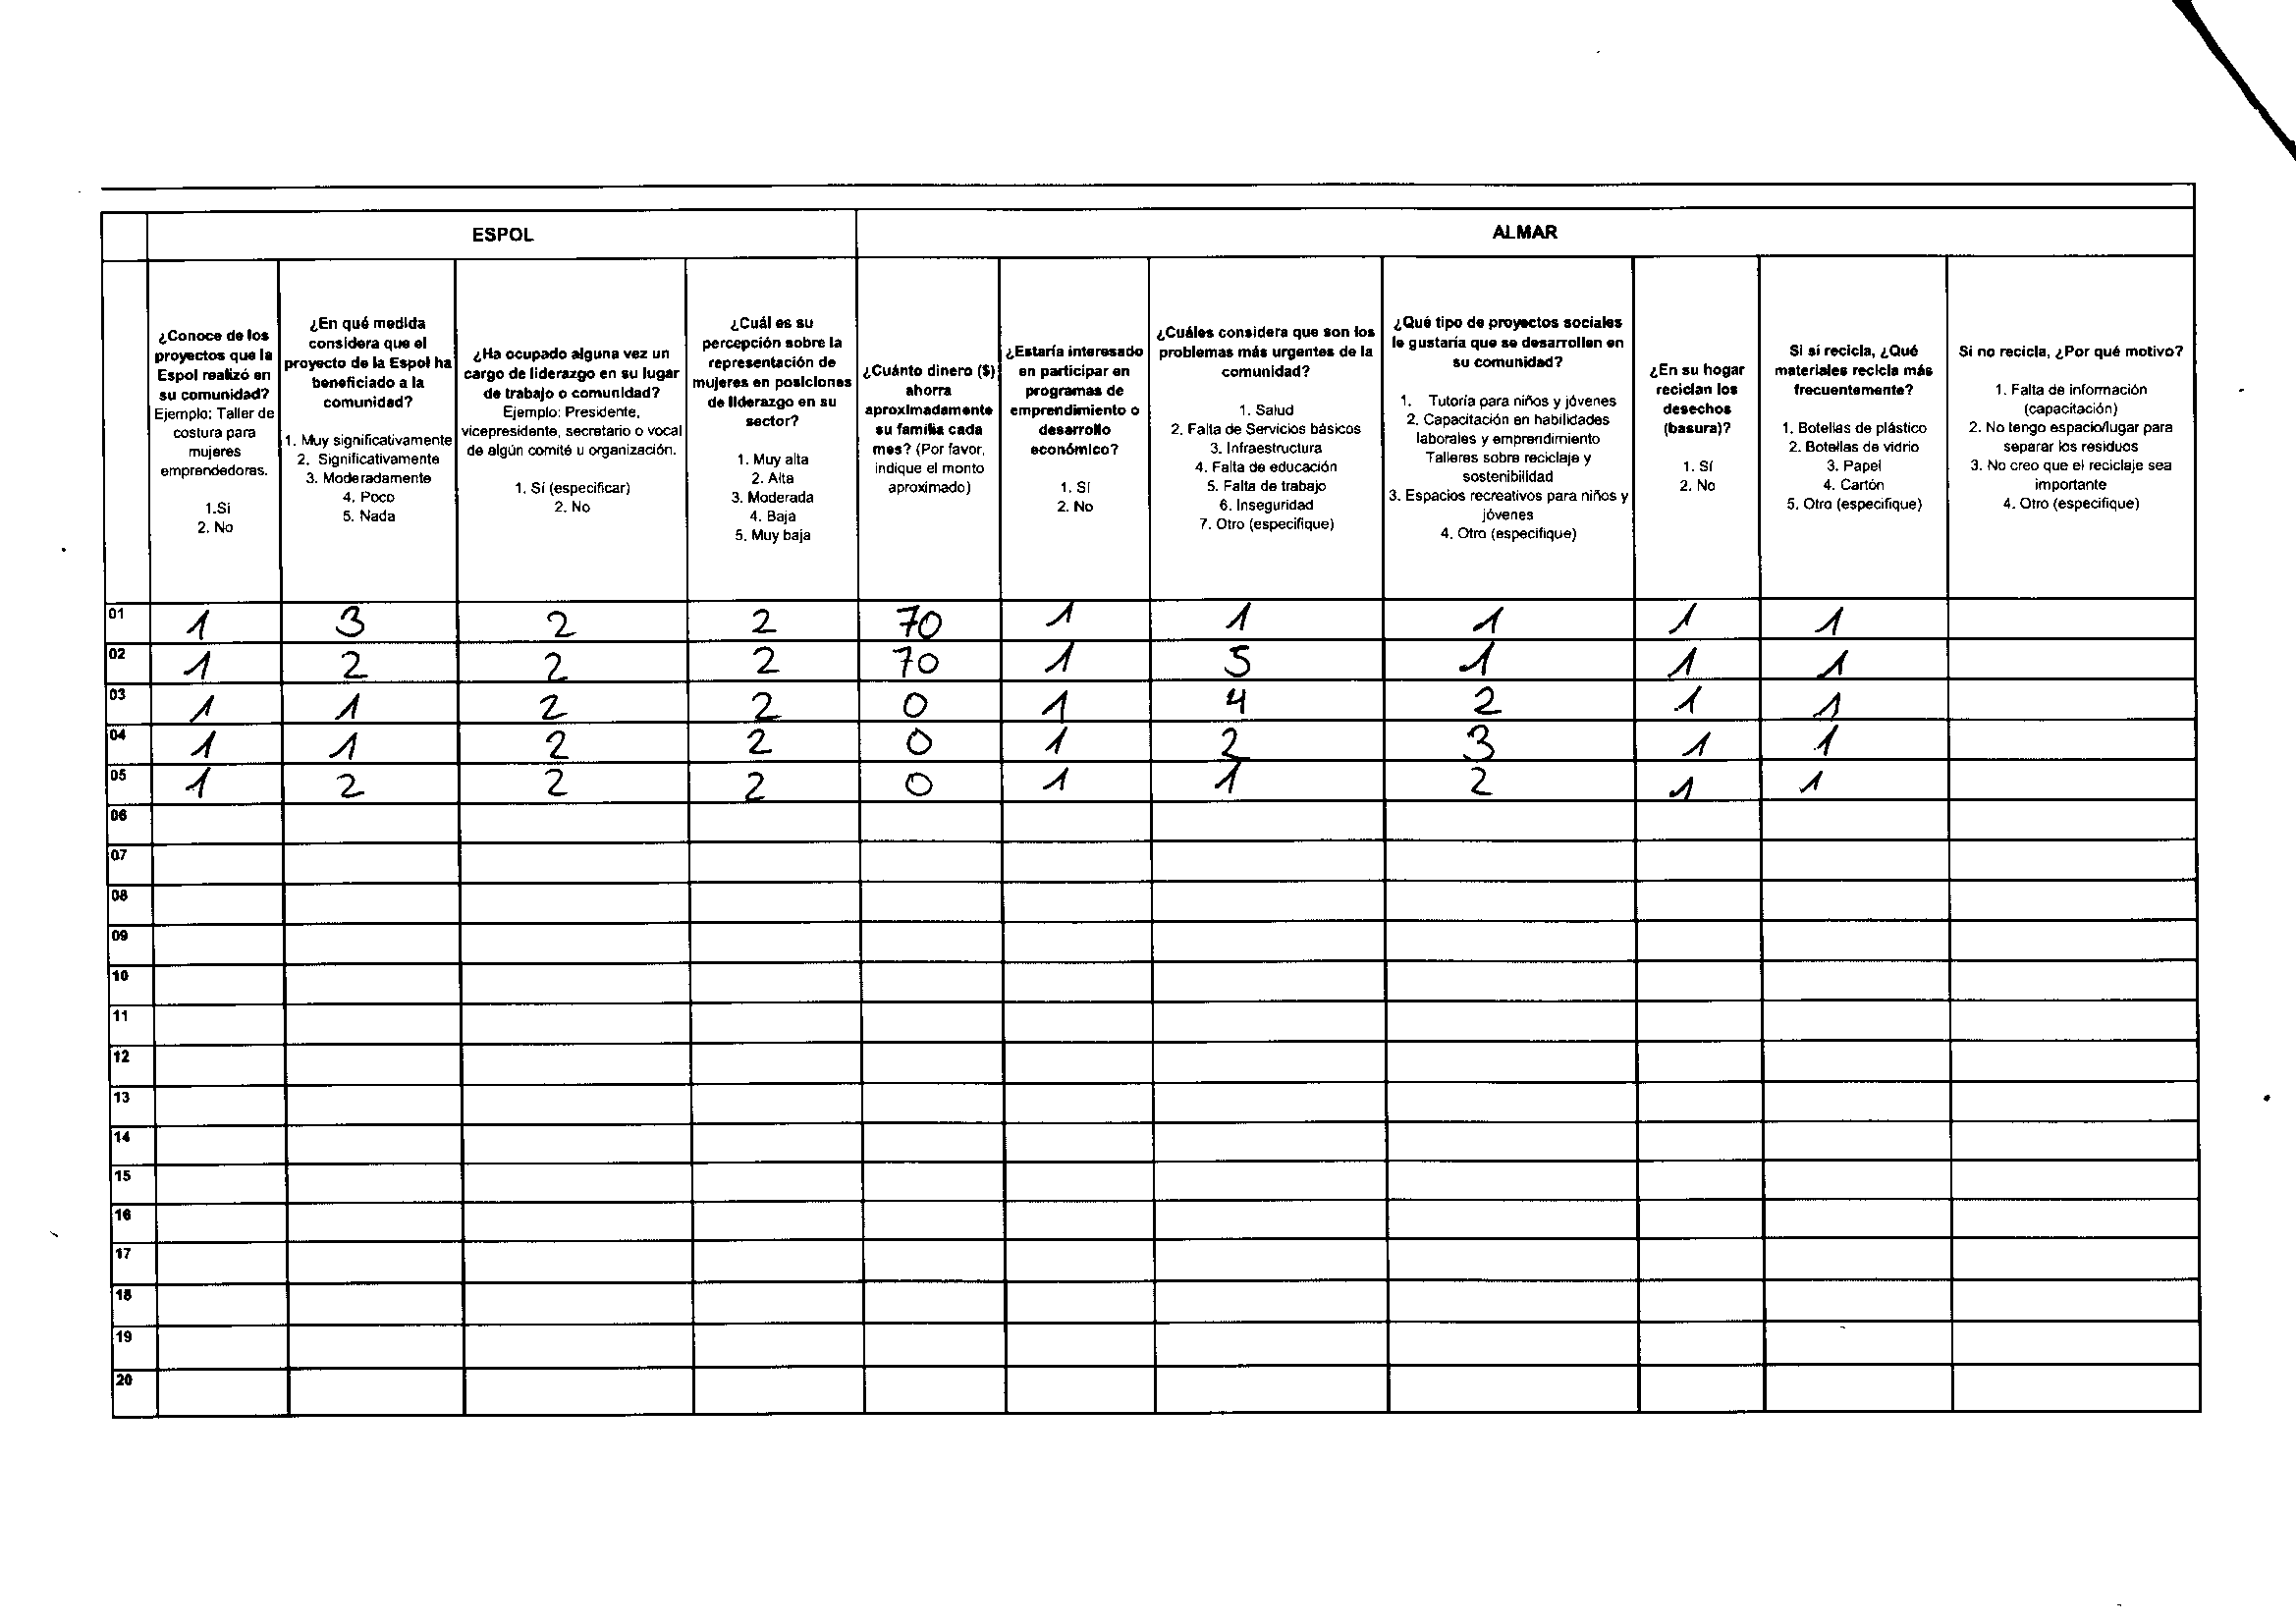 ESPOL ALMAR
¿Conoce de los
proyectos que la
Espol realizó en
su comunidad?
Ejemplo: Taller de
costura para
mujeres
emprendedoras.
1.Si
2. No
¿En qué medida
considera que el
proyecto de la Espol ha
beneficiado a la
comunidad?
1. Muy significativamente
2. Significativamente
3. Moderadamente
4. Poco
5. Nada
¿Ha ocupado alguna vez un
cargo de liderazgo en su lugar
de trabajo o comunidad?
Ejemplo: Presidente,
vicepresidente, secretario o vocal
de algún comité u organización.
1. Sí (especificar)
2. No
¿Cuál es su
percepción sobre la
representación de
mujeres en posiciones
de liderazgo en su
sector?
1. Muy alta
2. Alta
3. Moderada
4. Baja
5. Muy baja
¿Cuánto dinero ($)
ahorra
aproximadamente
su familia cada
mes? (Por favor,
indique el monto
aproximado)
¿Estaría interesado
en participar en
programas de
emprendimiento o
desarrollo
económico?
1. Sí
2. No
¿Cuáles considera que son los
problemas más urgentes de la
comunidad?
1. Salud
2. Falta de Servicios básicos
3. Infraestructura
4. Falta de educación
5. Falta de trabajo
6. Inseguridad
7. Otro (especifique)
¿Qué tipo de proyectos sociales
le gustaría que se desarrollen en
su comunidad?
1. Tutoría para niños y jóvenes
2. Capacitación en habilidades
laborales y emprendimiento
Talleres sobre reciclaje y
sostenibilidad
3. Espacios recreativos para niños y
jóvenes
4. Otro (especifique)
¿En su hogar
reciclan los
desechos
(basura)?
1. Sí
2. No
Si sí recicla, ¿Qué
materiales recicla más
frecuentemente?
1. Botellas de plástico
2. Botellas de vidrio
3. Papel
4. Cartón
5. Otro (especifique)
Si no recicla, ¿Por qué motivo?
1. Falta de información
(capacitación)
2. No tengo espacio/lugar para
separar los residuos
3. No creo que el reciclaje sea
importante
4. Otro (especifique)
01 1 3 2 2 70 1 1 1 1 1
02 1 2 2 2 70 1 5 1 1 1
03 1 1 2 2 0 1 4 2 1 1
04 1 1 2 2 0 1 2 3 1 1
05 1 2 2 2 0 1 1 2 1 1
06
07
08
09
10
11
12
13
14
15
16
17
18
19
20